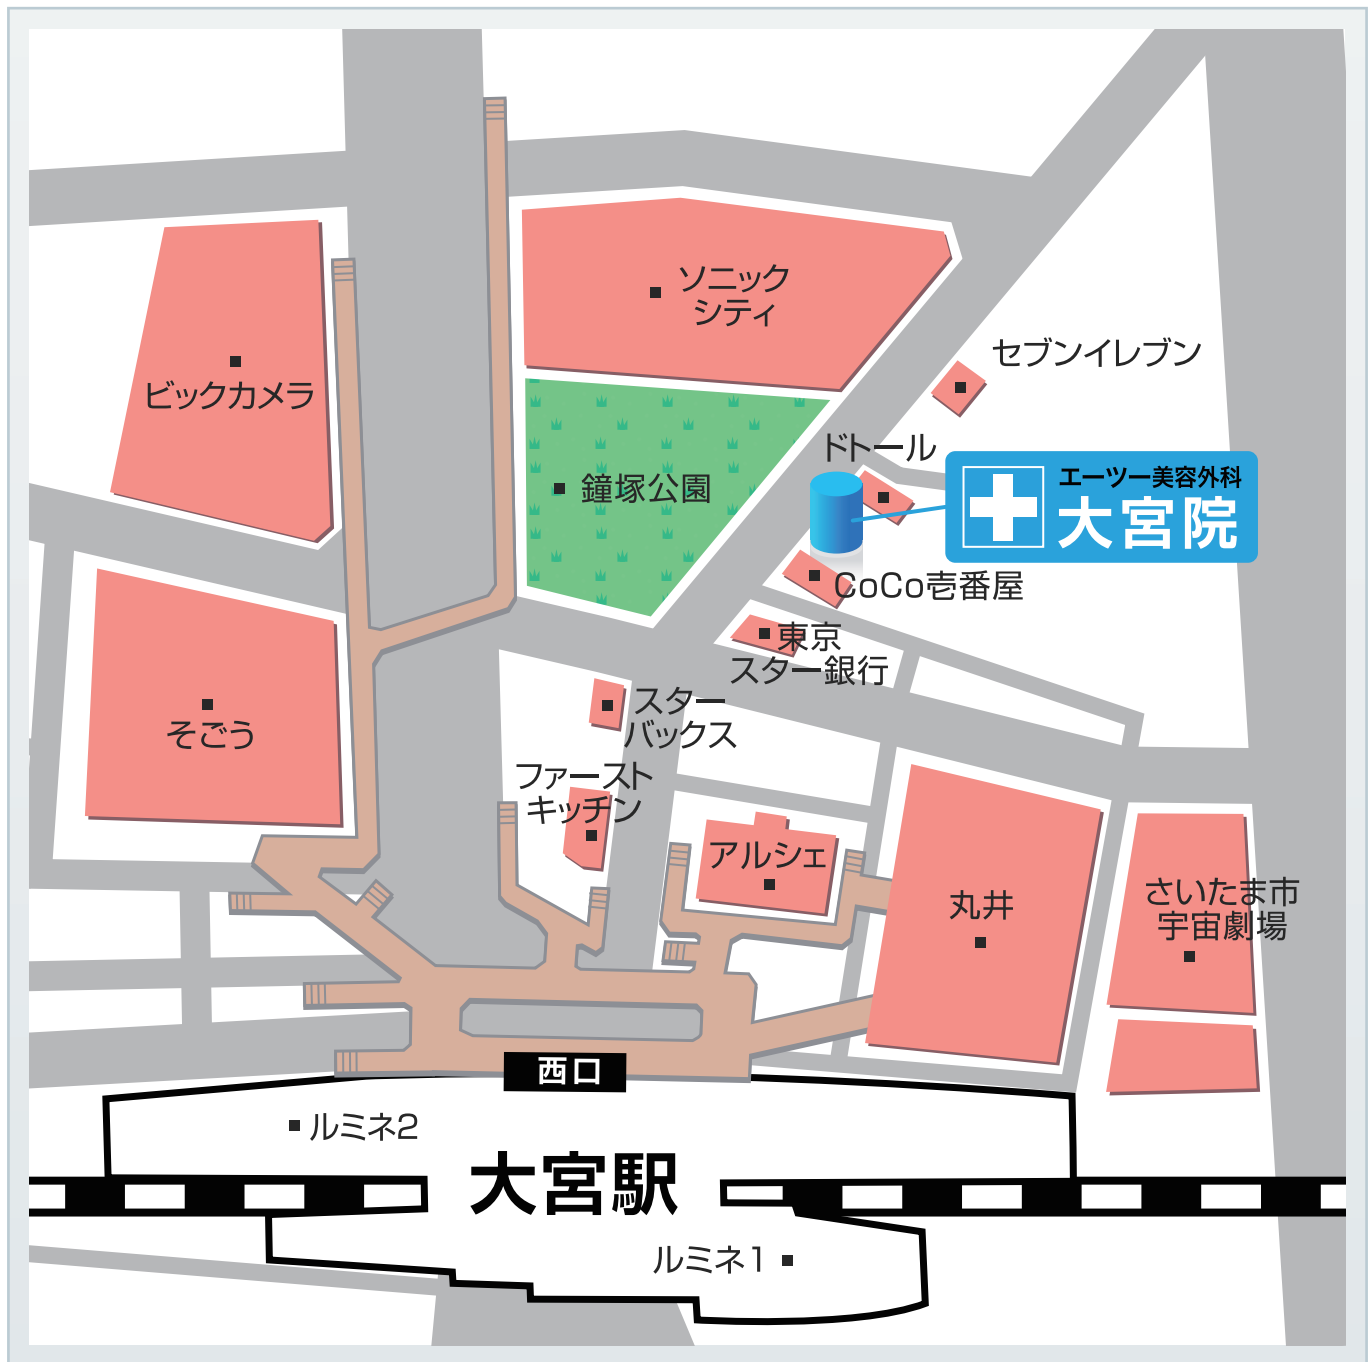 ソニック
シティ
セブンイレブン
ビックカメラ
ドトール
エーツー美容外科
大宮院
鐘塚公園
CoCo壱番屋
東京
スター銀行
そごう
スター
バックス
ファースト
キッチン
アルシェ
丸井
さいたま市
宇宙劇場
西口
ルミネ2
大宮駅
ルミネ1